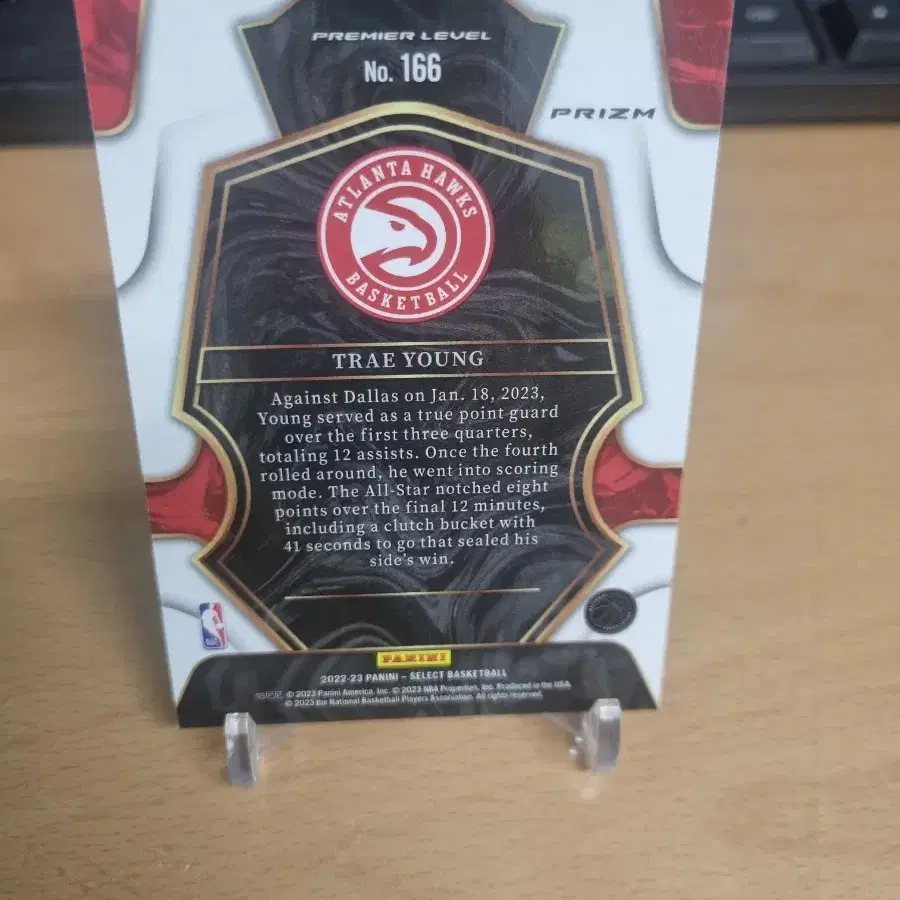 PREMIER LEVEL
No. 166
PRIZM
ATLANTA HAWKS
BASKETBALL
TRAE YOUNG
Against Dallas on Jan. 18, 2023,
Young served as a true point guard
over the first three quarters,
totaling 12 assists. Once the fourth
rolled around, he went into scoring
mode. The All-Star notched eight
points over the final 12 minutes,
including a clutch bucket with
41 seconds to go that sealed his
side's win.
PANINI
2022-23 PANINI – SELECT BASKETBALL
© 2023 Panini America, Inc. © 2023 NBA Properties, Inc. Produced in the USA.
© 2023 the National Basketball Players Association. All rights reserved.